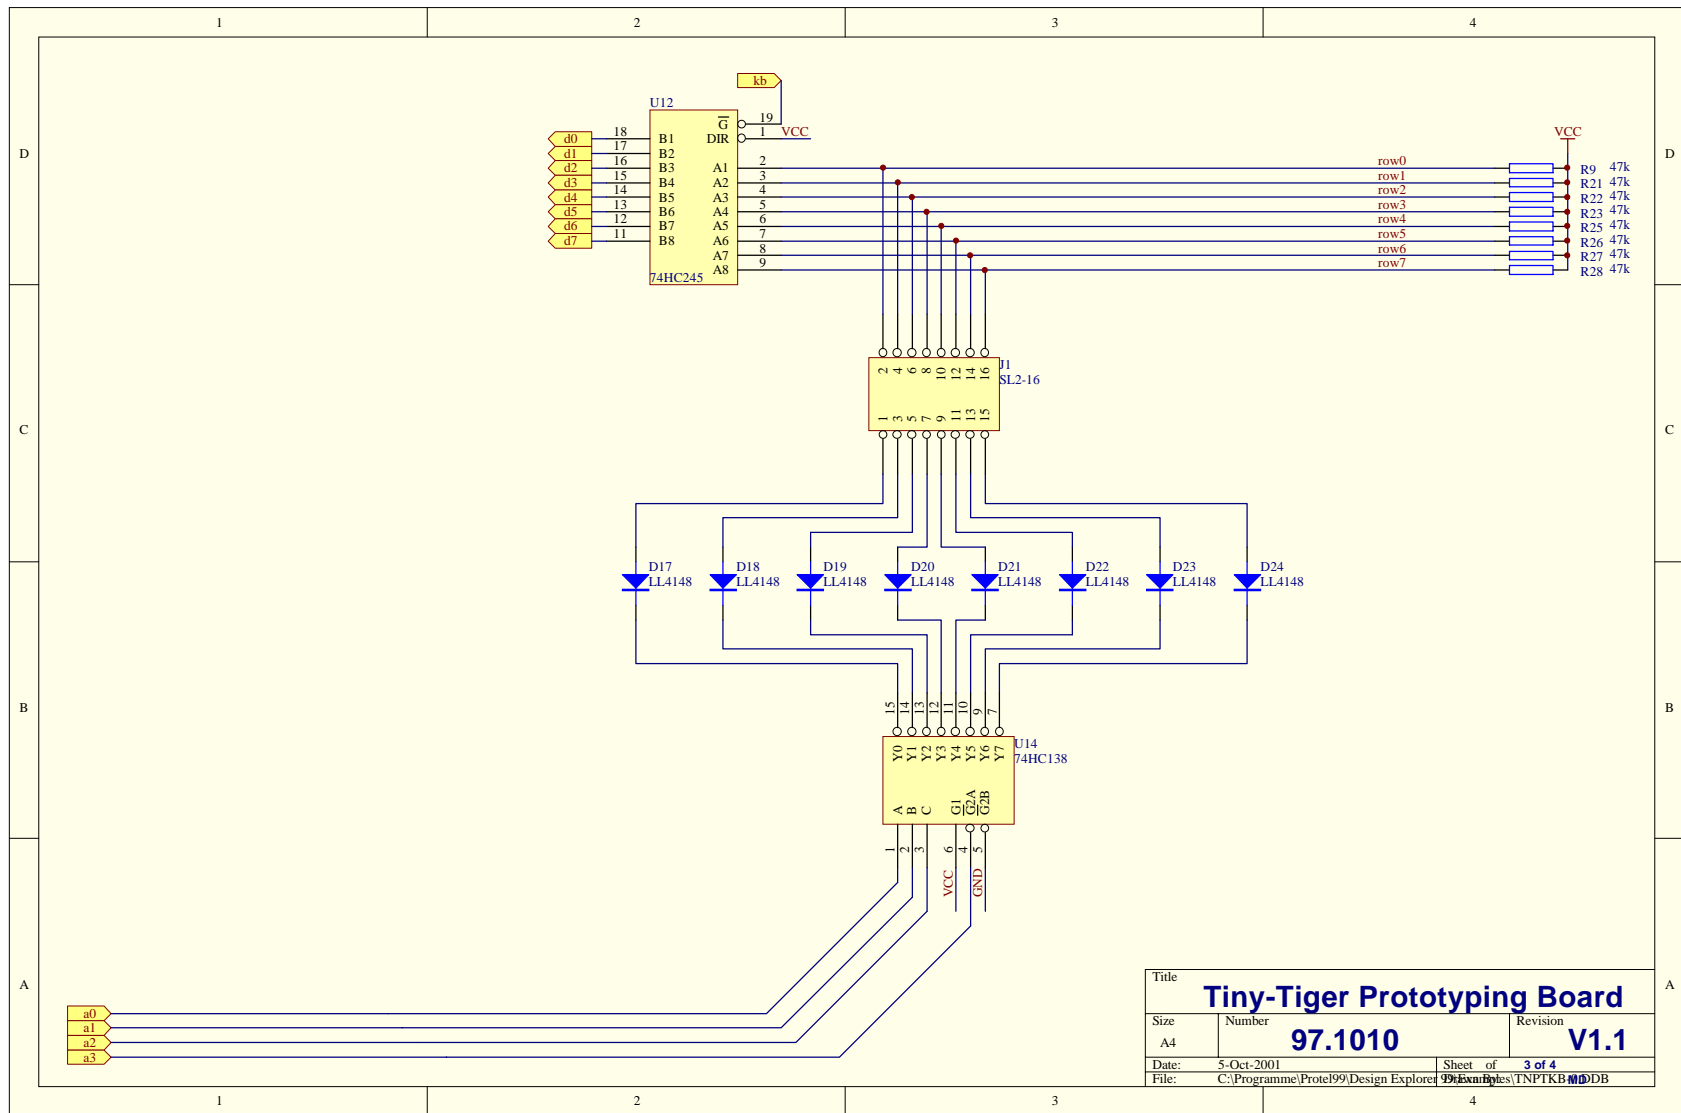 1 2 3 4
kb
U12
G 19
DIR 1 VCC
d0 18 B1
d1 17 B2
d2 16 B3 A1 2 row0
d3 15 B4 A2 3 row1
d4 14 B5 A3 4 row2
d5 13 B6 A4 5 row3
d6 12 B7 A5 6 row4
d7 11 B8 A6 7 row5
A7 8 row6
A8 9 row7
74HC245
VCC
R9 47k
R21 47k
R22 47k
R23 47k
R25 47k
R26 47k
R27 47k
R28 47k
D D
2 4 6 8 10 12 14 16
J1
SL2-16
1 3 5 7 9 11 13 15
C C
D17 D18 D19 D20 D21 D22 D23 D24
LL4148 LL4148 LL4148 LL4148 LL4148 LL4148 LL4148 LL4148
B B
15 14 13 12 11 10 9 7
Y0 Y1 Y2 Y3 Y4 Y5 Y6 Y7
U14
74HC138
A B C G1 G2A G2B
1 2 3 6 4 5
VCC GND
A A
a0
a1
a2
a3
Title
Tiny-Tiger Prototyping Board
Size Number Revision
A4 97.1010 V1.1
Date: 5-Oct-2001 Sheet of 3 of 4
File: C:\Programme\Protel99\Design Explorer
1 2 3 4